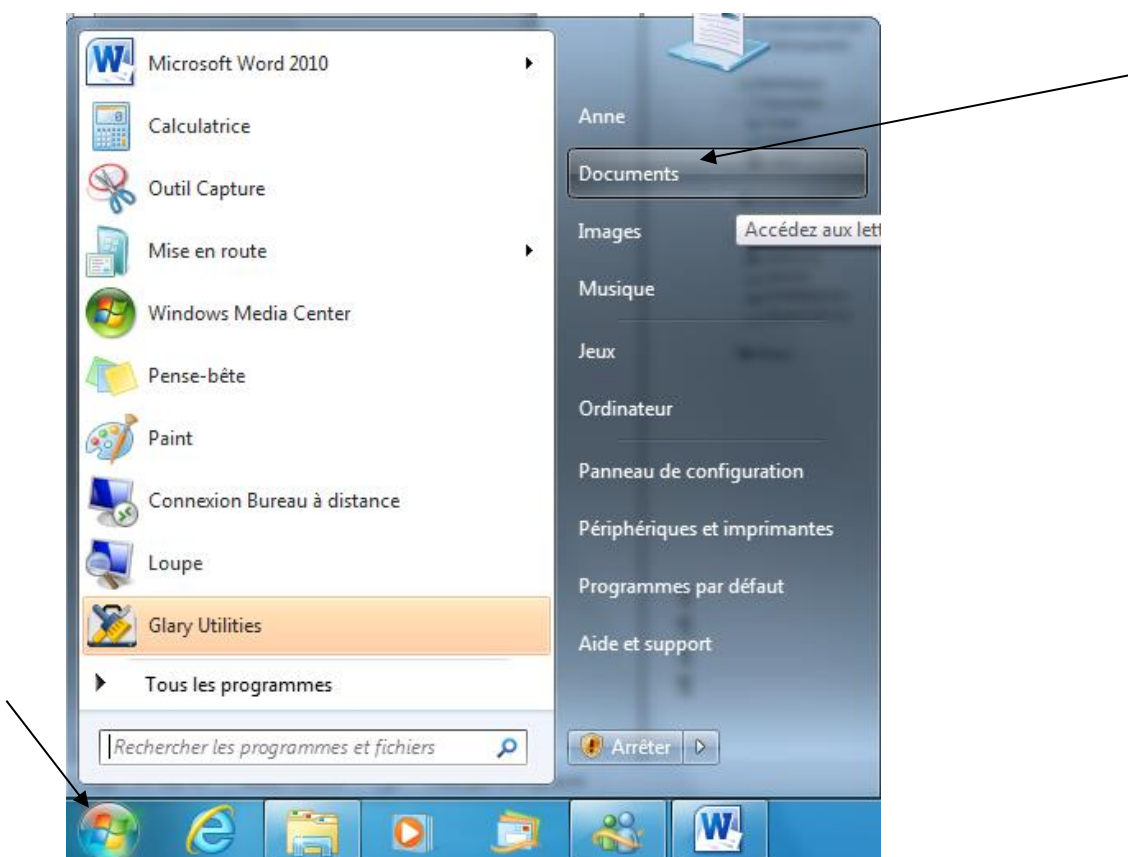 Microsoft Word 2010
Calculatrice
Outil Capture
Mise en route
Windows Media Center
Pense-bête
Paint
Connexion Bureau à distance
Loupe
Glary Utilities
Tous les programmes
Rechercher les programmes et fichiers
Anne
Documents
Images
Accédez aux lett
Musique
Jeux
Ordinateur
Panneau de configuration
Périphériques et imprimantes
Programmes par défaut
Aide et support
Arrêter